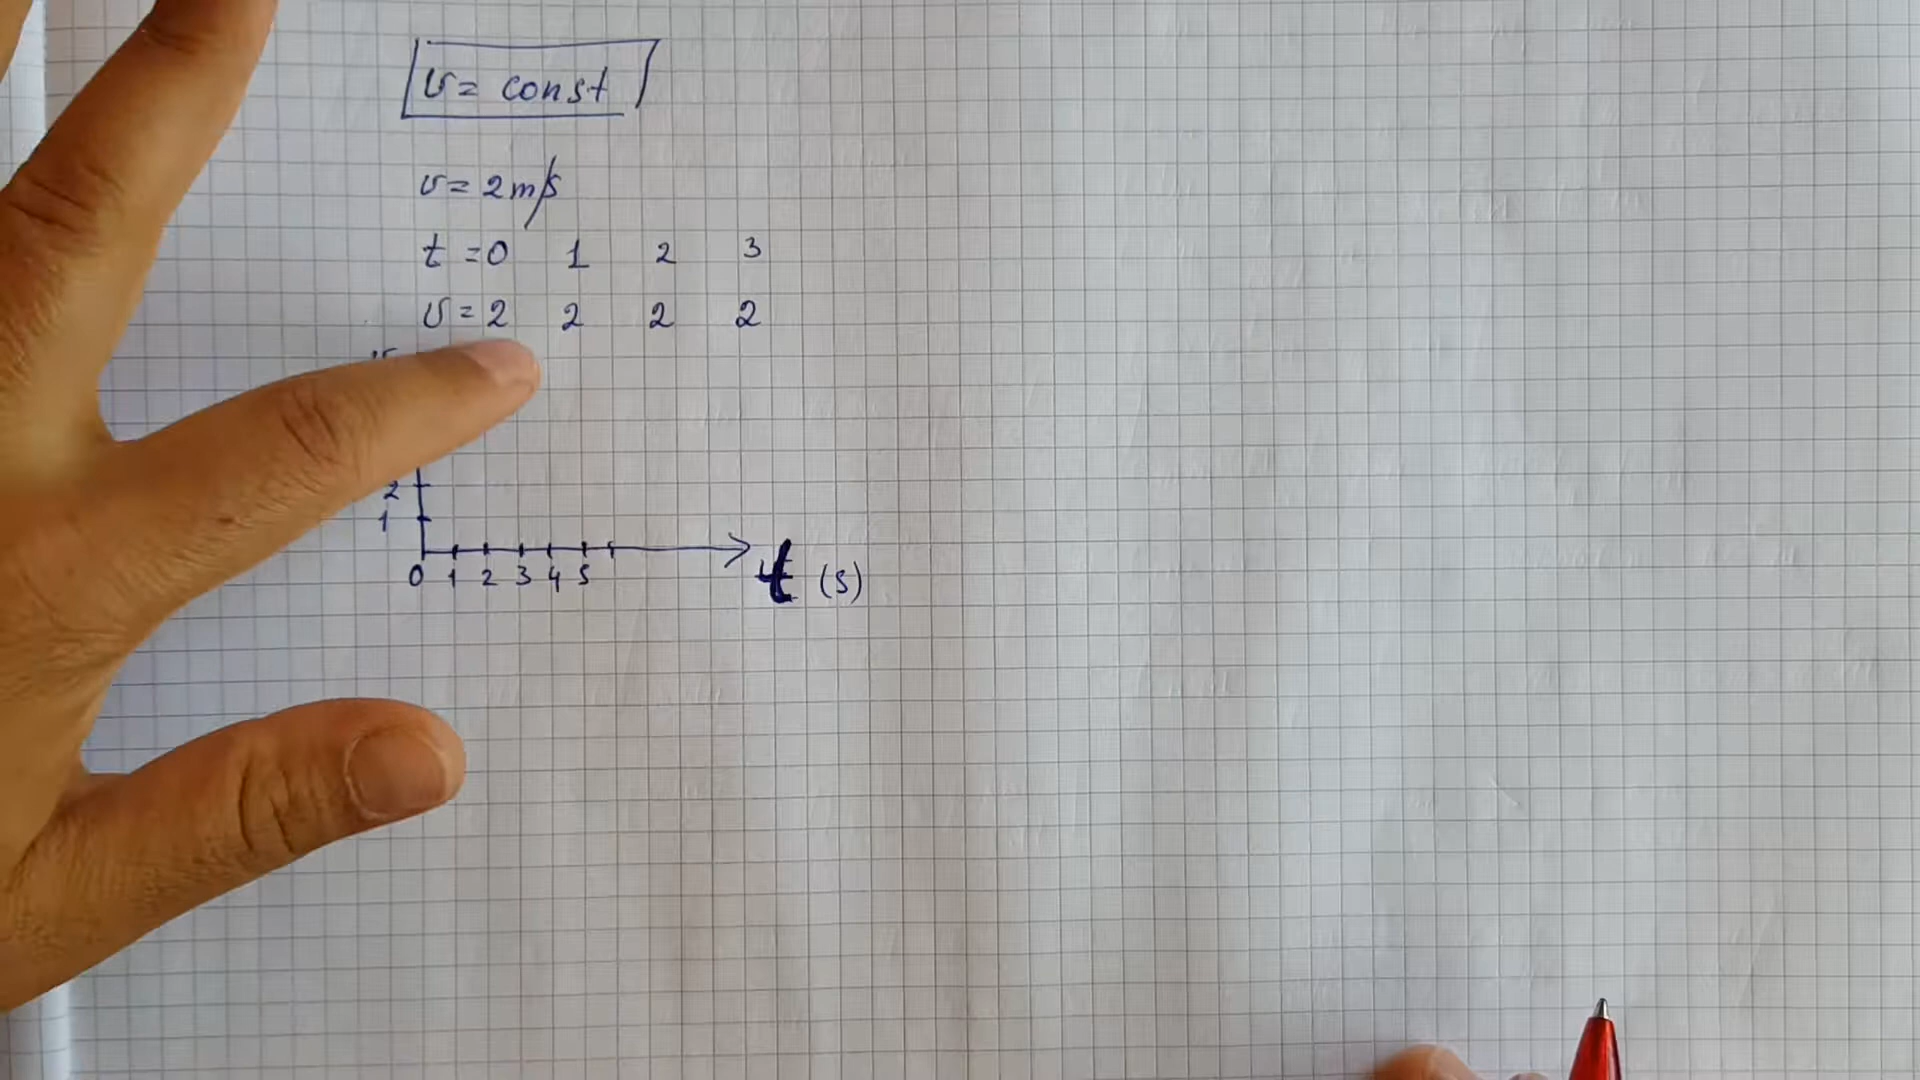 v = const
v = 2 m/s
t = 0 1 2 3
v = 2 2 2 2
v
2
1
0 1 2 3 4 5
t (s)